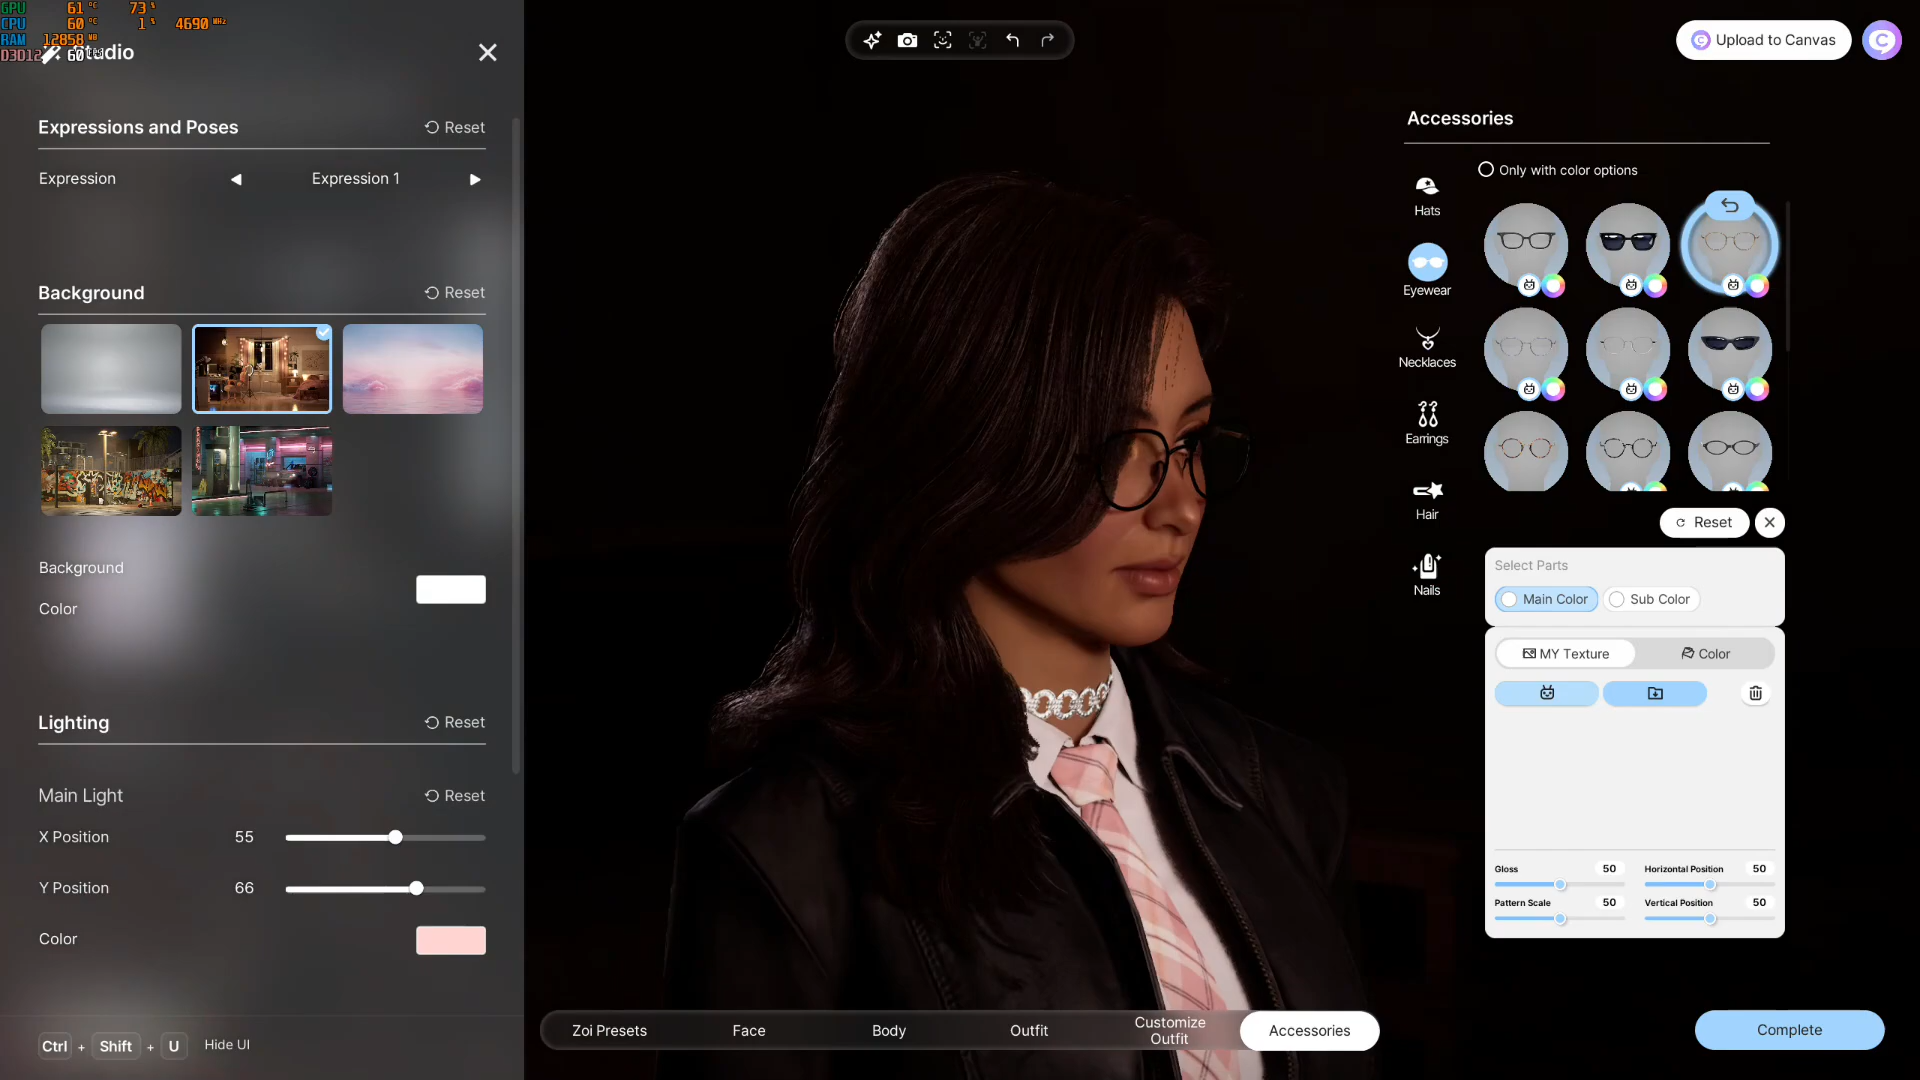 GPU 61 °C 73 %
CPU 60 °C 1 % 4690 MHz
RAM 12858 MB
D3D12 60
Studio
Upload to Canvas
Expressions and Poses
Reset
Expression
Expression 1
Background
Reset
Background
Color
Lighting
Reset
Main Light
Reset
X Position 55
Y Position 66
Color
Ctrl + Shift + U Hide UI
Zoi Presets
Face
Body
Outfit
Customize
Outfit
Accessories
Accessories
Only with color options
Hats
Eyewear
Necklaces
Earrings
Hair
Nails
Reset
Select Parts
Main Color
Sub Color
MY Texture
Color
Gloss 50
Horizontal Position 50
Pattern Scale 50
Vertical Position 50
Complete